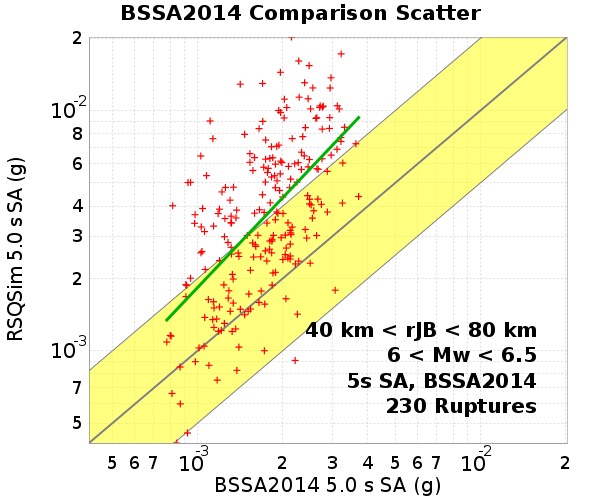 BSSA2014 Comparison Scatter
RSQSim 5.0 s SA (g)
2
10^-2
8
6
4
3
2
10^-3
7
5
40 km < rJB < 80 km
6 < Mw < 6.5
5s SA, BSSA2014
230 Ruptures
5 6 7 10^-3 2 3 4 5 6 7 10^-2 2
BSSA2014 5.0 s SA (g)